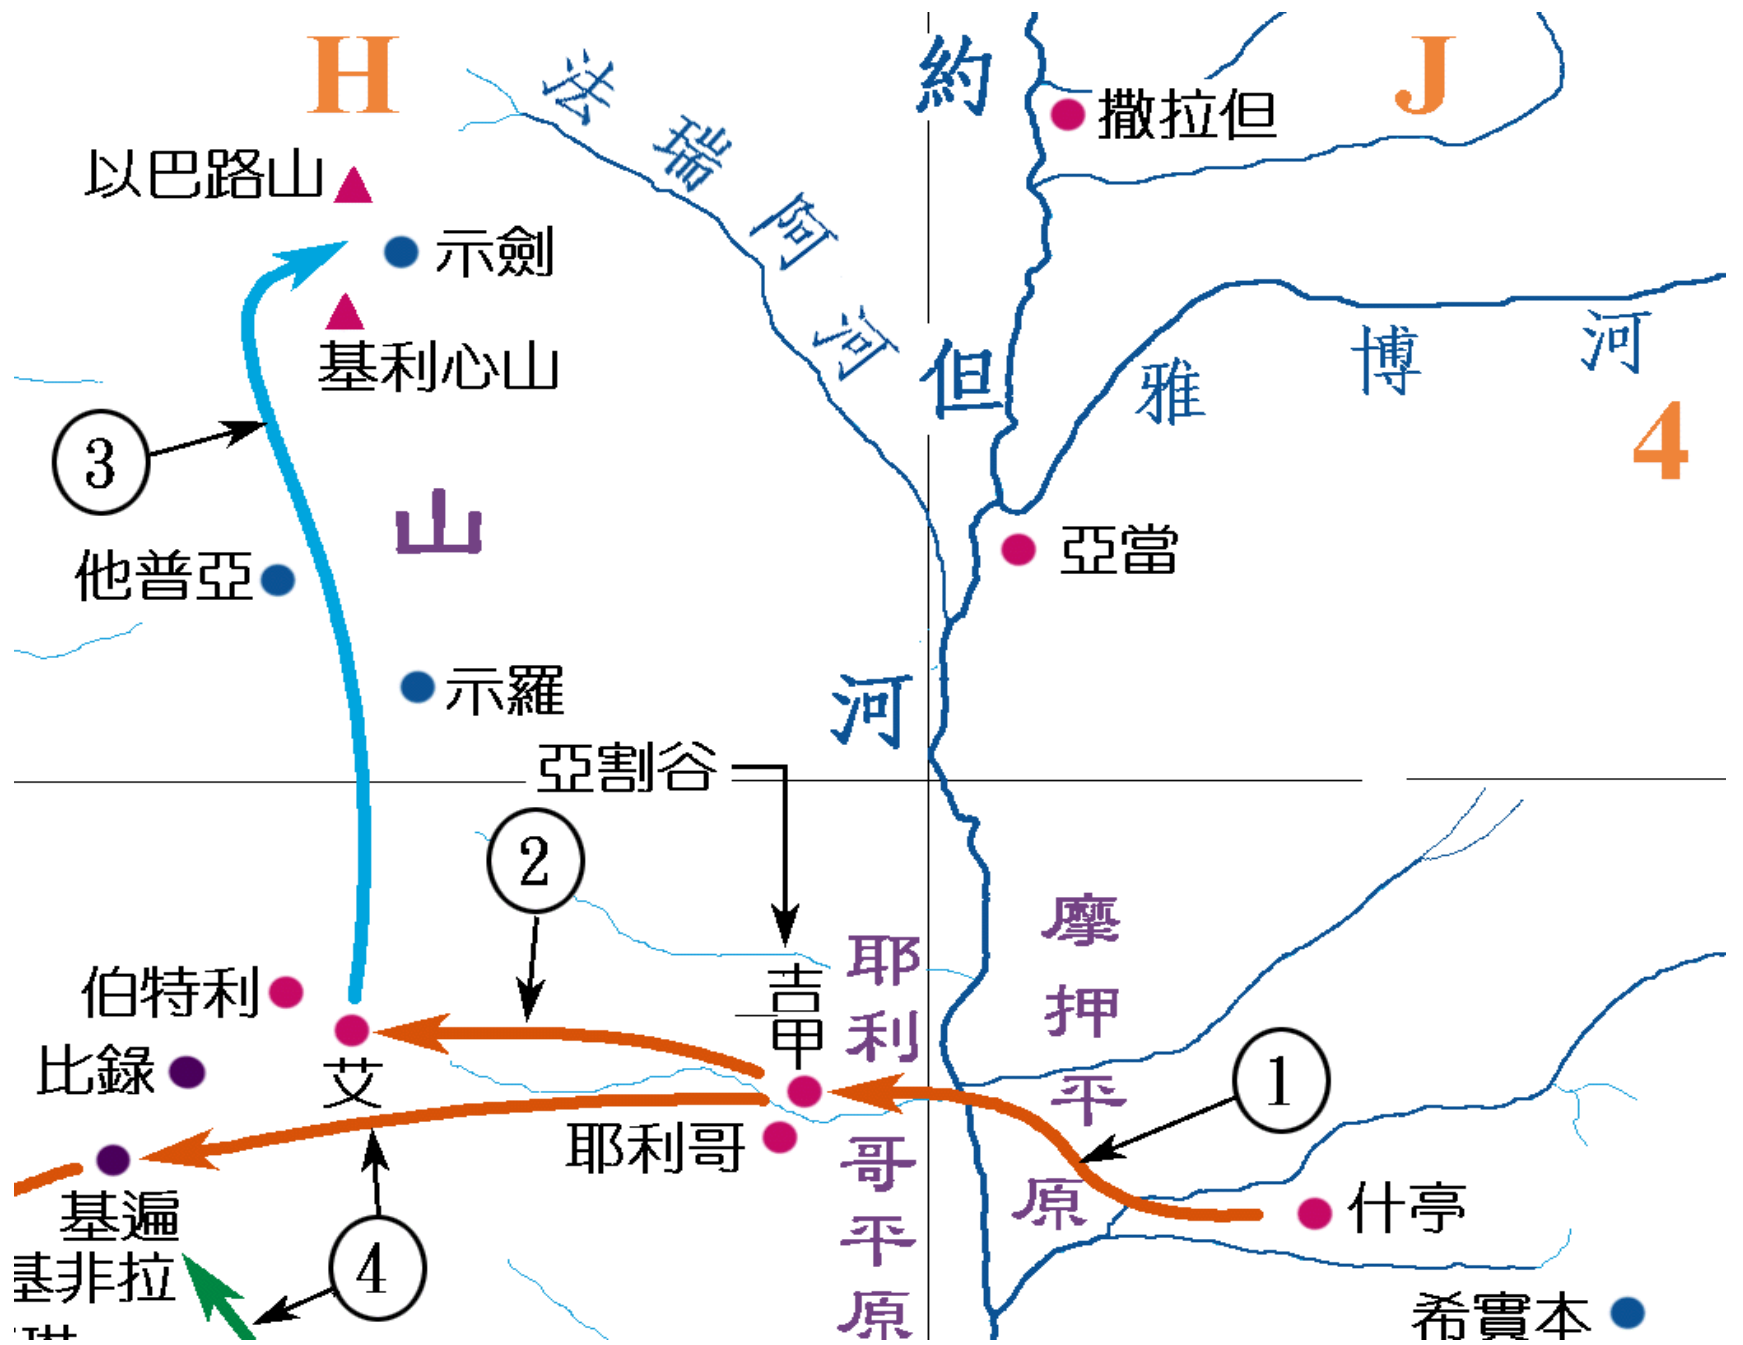 H
J
法瑞阿河
約但河
撒拉但
以巴路山
示劍
基利心山
雅博河
4
3
山
亞當
他普亞
示羅
亞割谷
2
摩押平原
耶利哥平原
伯特利
吉甲
比錄
艾
1
耶利哥
什亭
基遍
基非拉
4
希實本